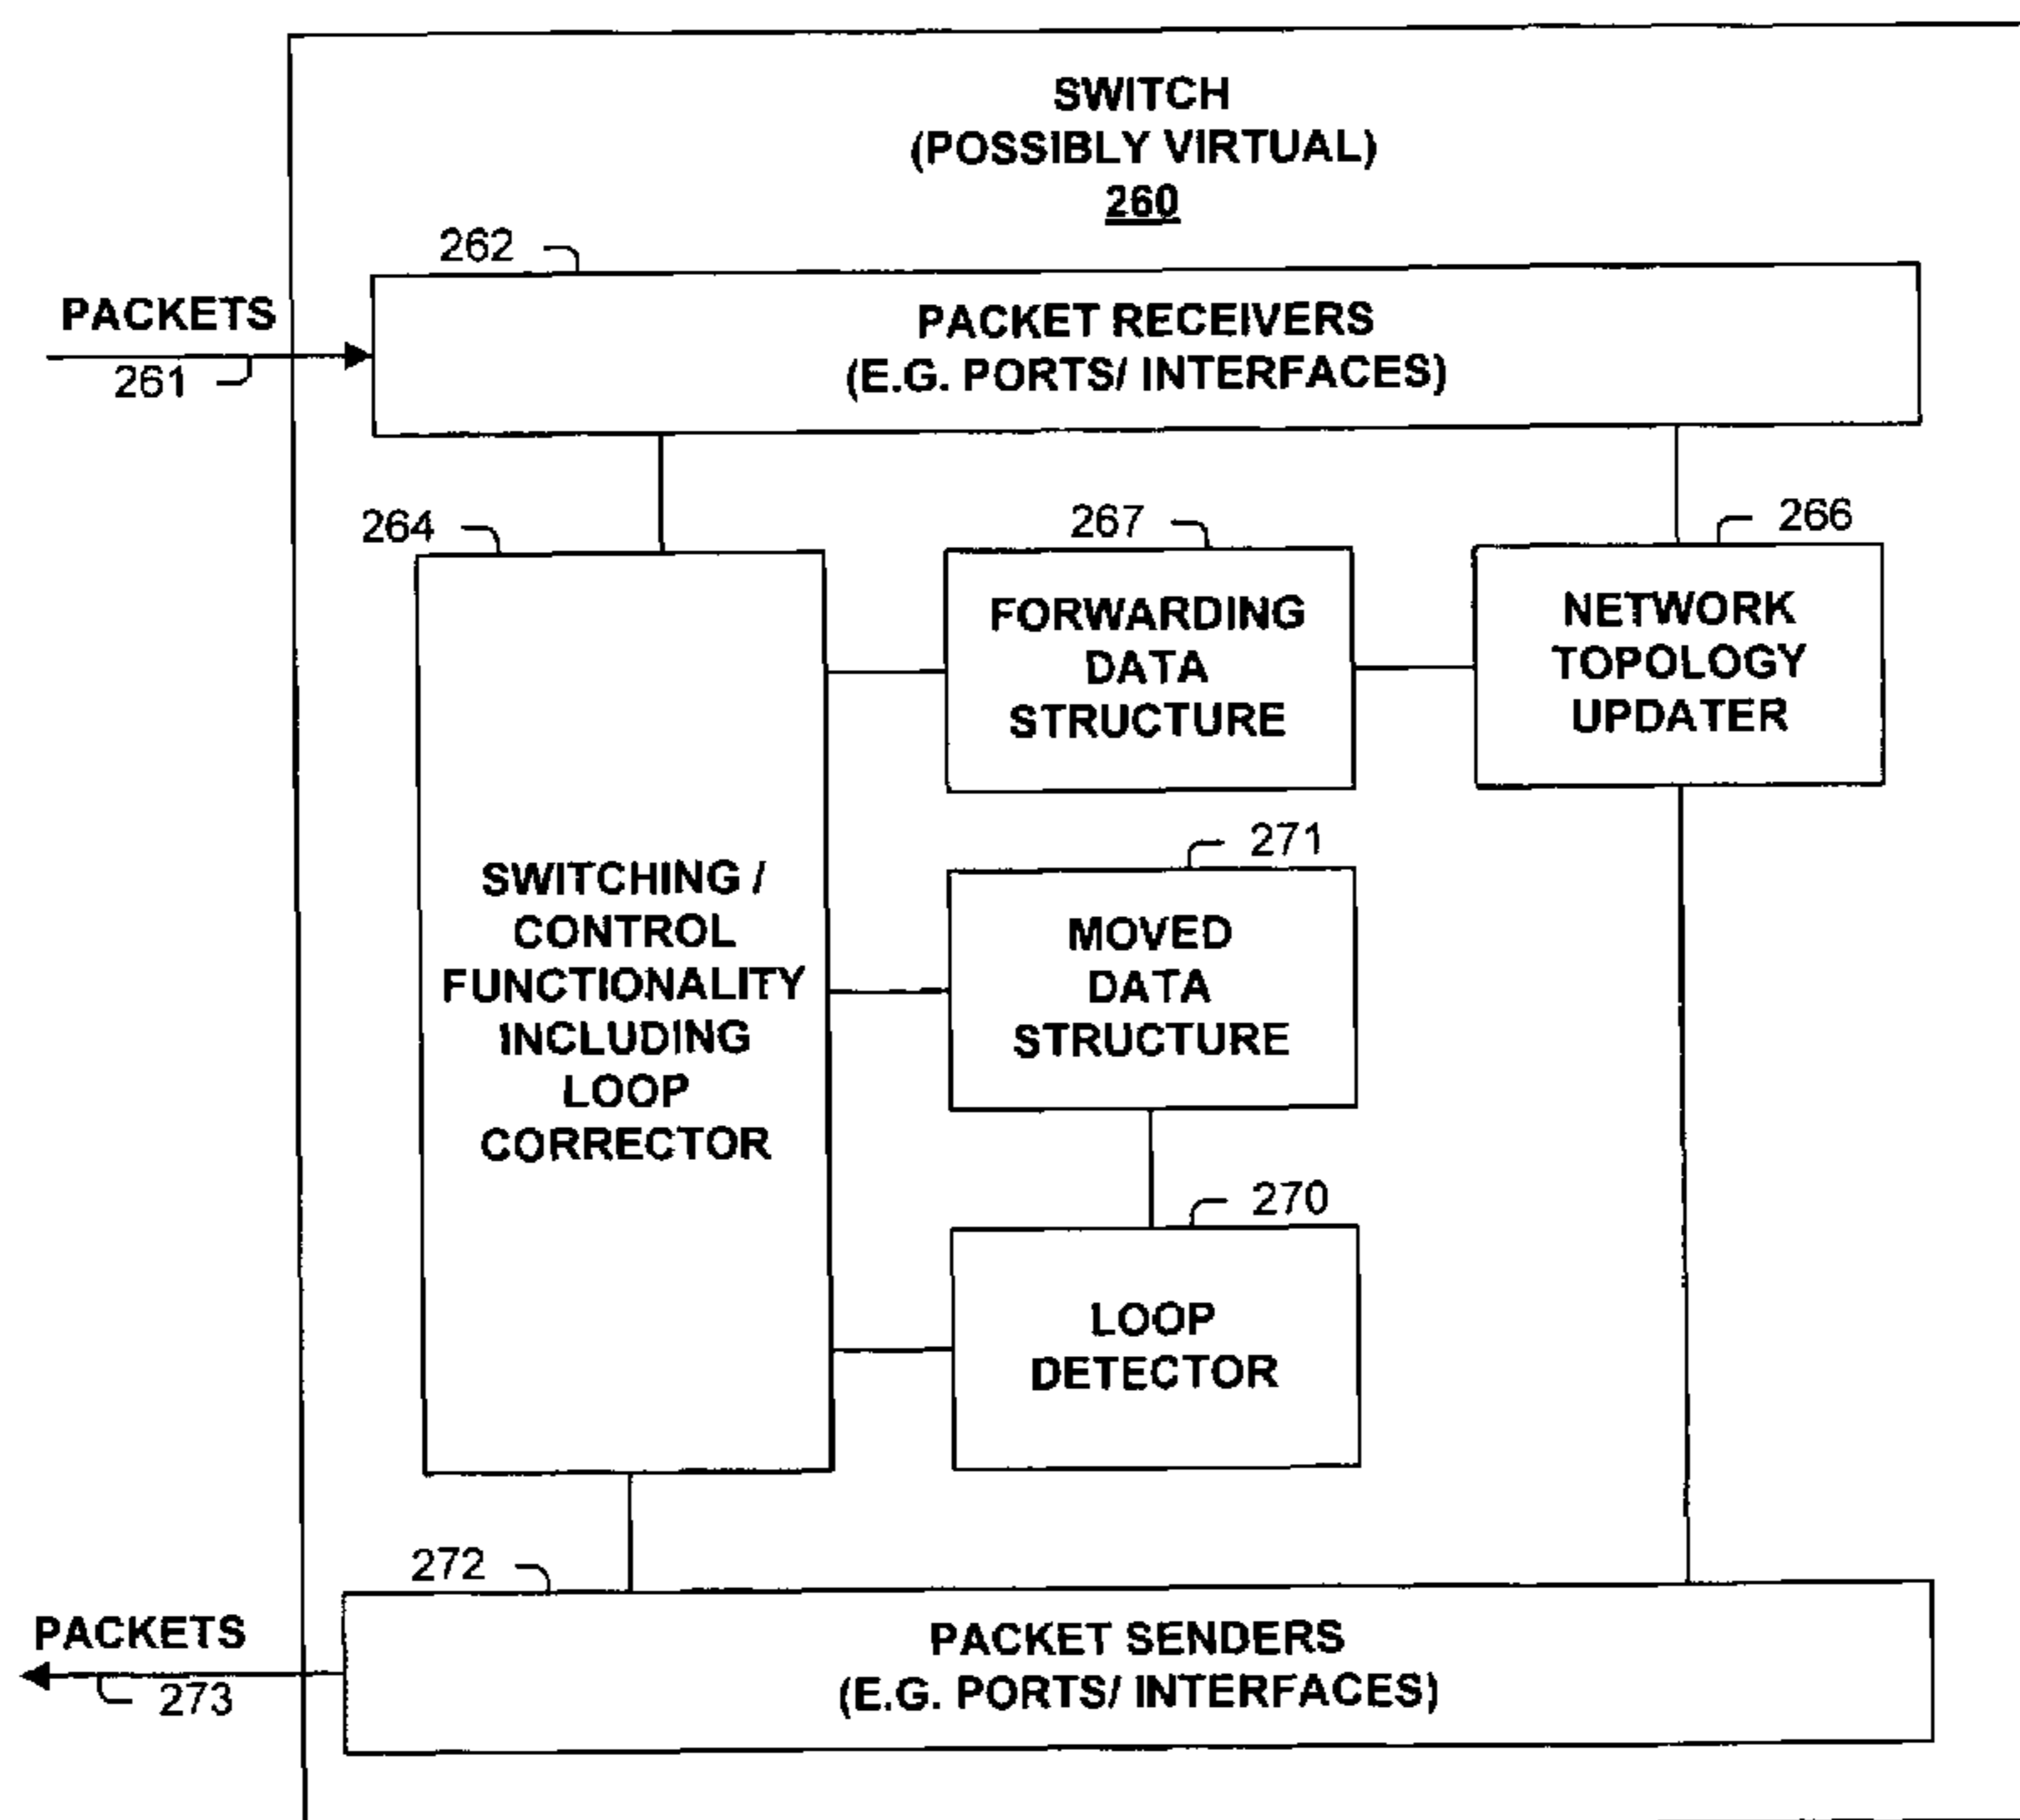 SWITCH
(POSSIBLY VIRTUAL)
260
262
PACKETS
261
PACKET RECEIVERS
(E.G. PORTS/ INTERFACES)
264
267
266
FORWARDING
DATA
STRUCTURE
NETWORK
TOPOLOGY
UPDATER
271
SWITCHING /
CONTROL
FUNCTIONALITY
INCLUDING
LOOP
CORRECTOR
MOVED
DATA
STRUCTURE
270
LOOP
DETECTOR
272
PACKETS
273
PACKET SENDERS
(E.G. PORTS/ INTERFACES)